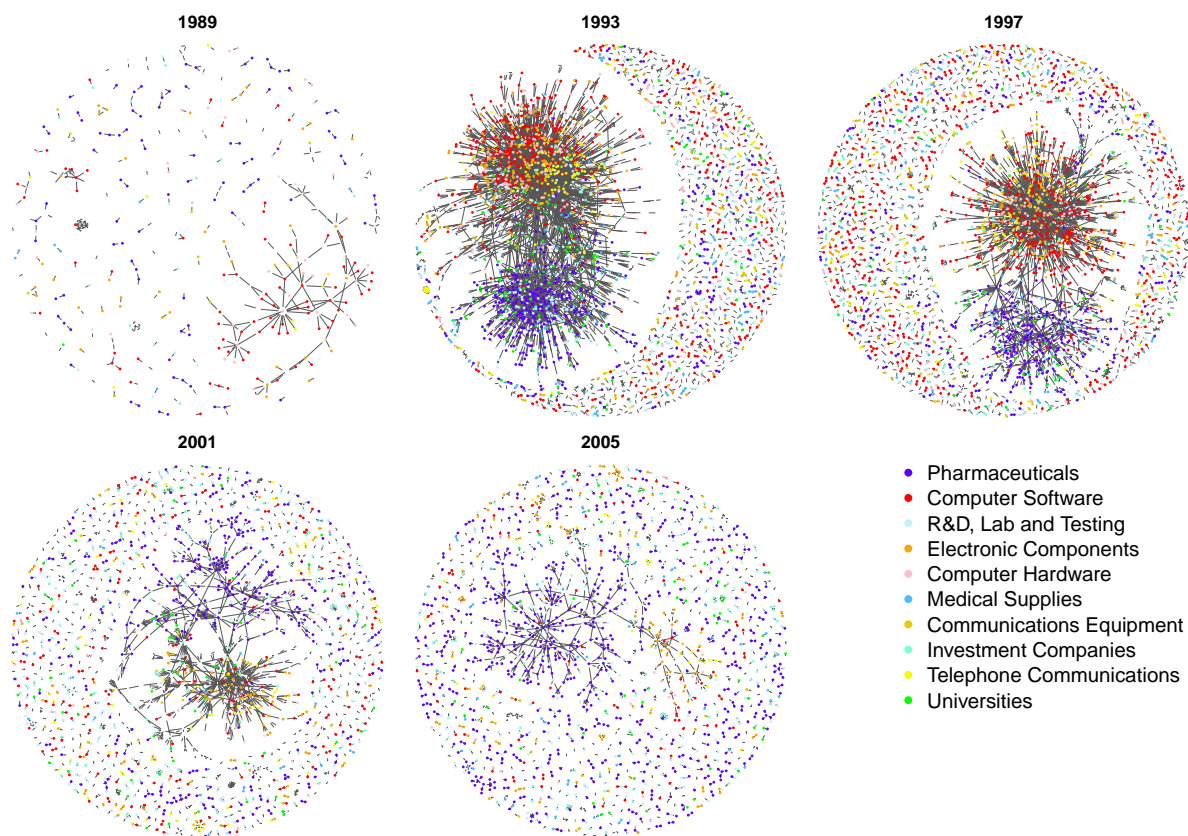 1989
1993
1997
2001
2005
Pharmaceuticals
Computer Software
R&D, Lab and Testing
Electronic Components
Computer Hardware
Medical Supplies
Communications Equipment
Investment Companies
Telephone Communications
Universities